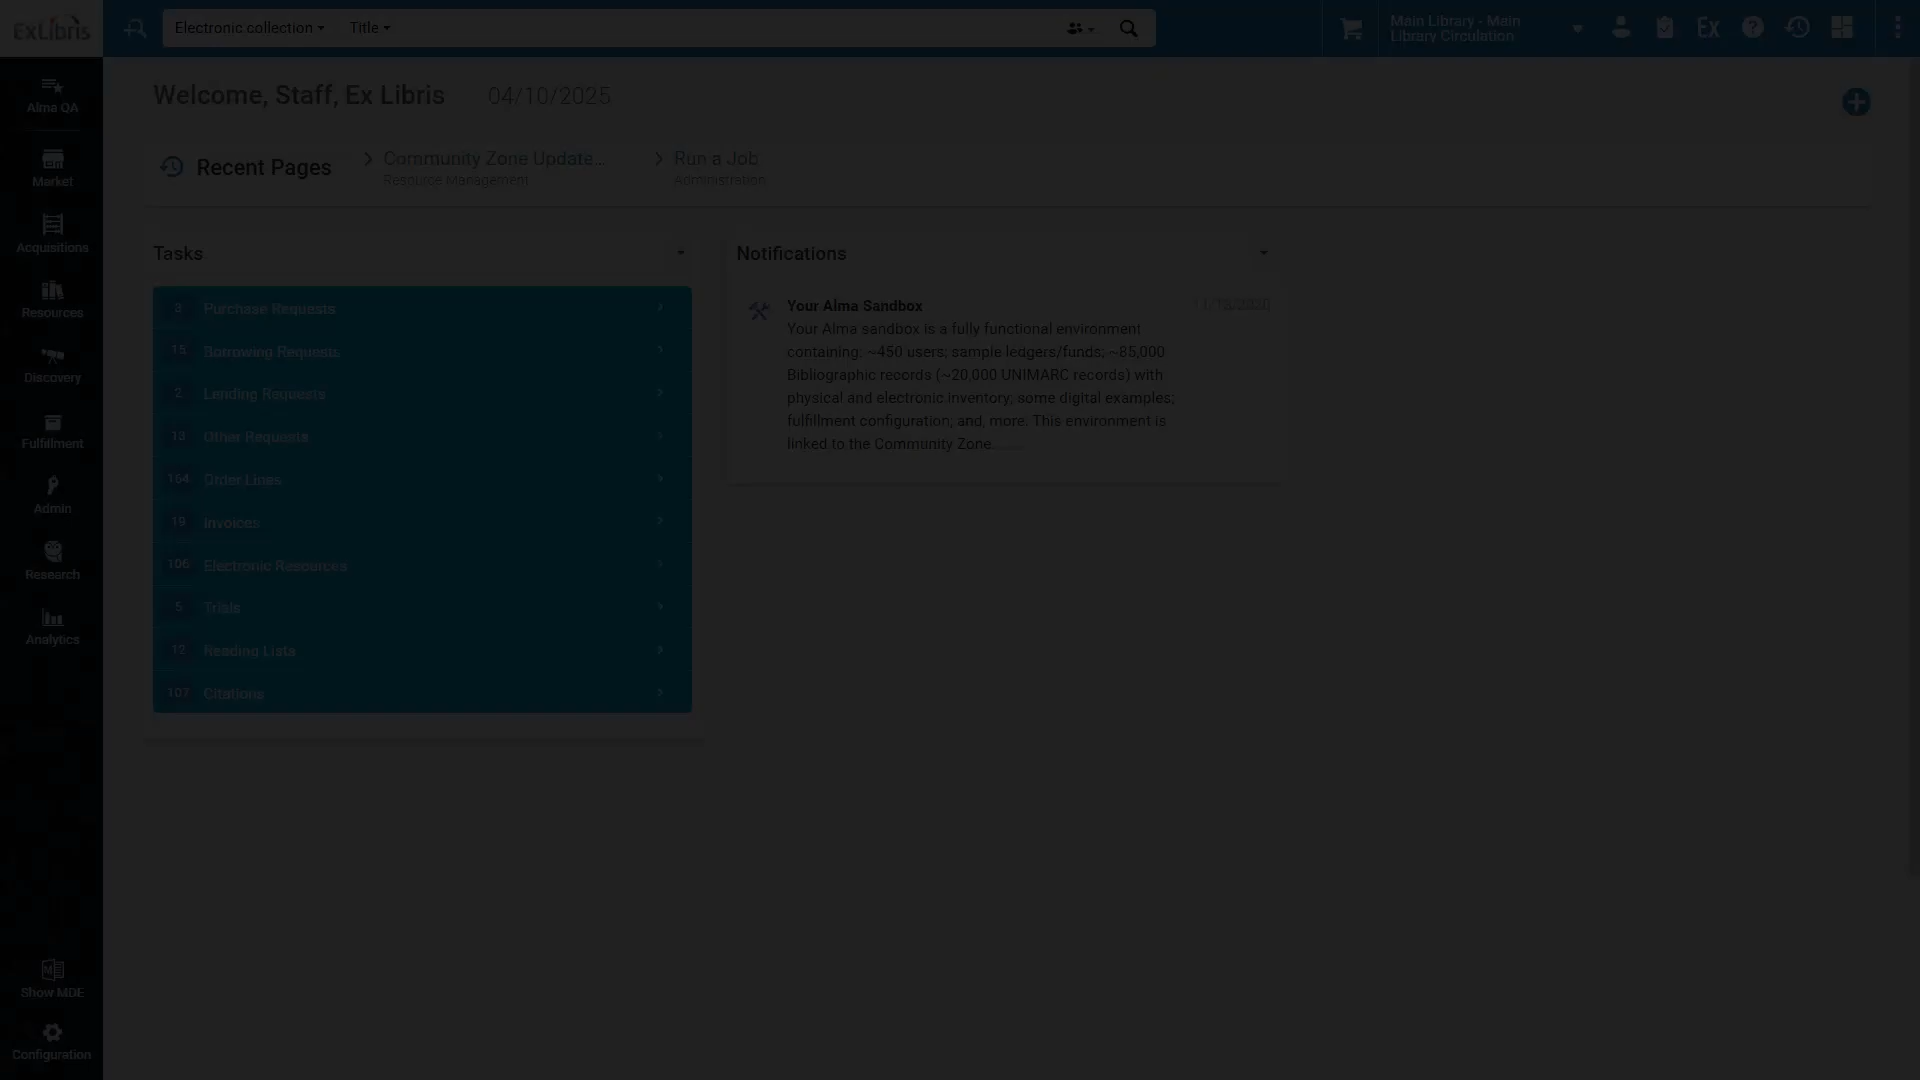 ExLibris
Electronic collection
Title
Main Library - Main
Library Circulation
Alma QA
Market
Acquisitions
Resources
Discovery
Fulfillment
Admin
Research
Analytics
Show MDE
Configuration
Welcome, Staff, Ex Libris 04/10/2025
Recent Pages
Community Zone Update...
Resource Management
Run a Job
Administration
Tasks
3 Purchase Requests
15 Borrowing Requests
2 Lending Requests
13 Other Requests
164 Order Lines
19 Invoices
106 Electronic Resources
5 Trials
12 Reading Lists
107 Citations
Notifications
Your Alma Sandbox
Your Alma sandbox is a fully functional environment
containing: ~450 users; sample ledgers/funds; ~85,000
Bibliographic records (~20,000 UNIMARC records) with
physical and electronic inventory; some digital examples;
fulfillment configuration; and, more. This environment is
linked to the Community Zone.